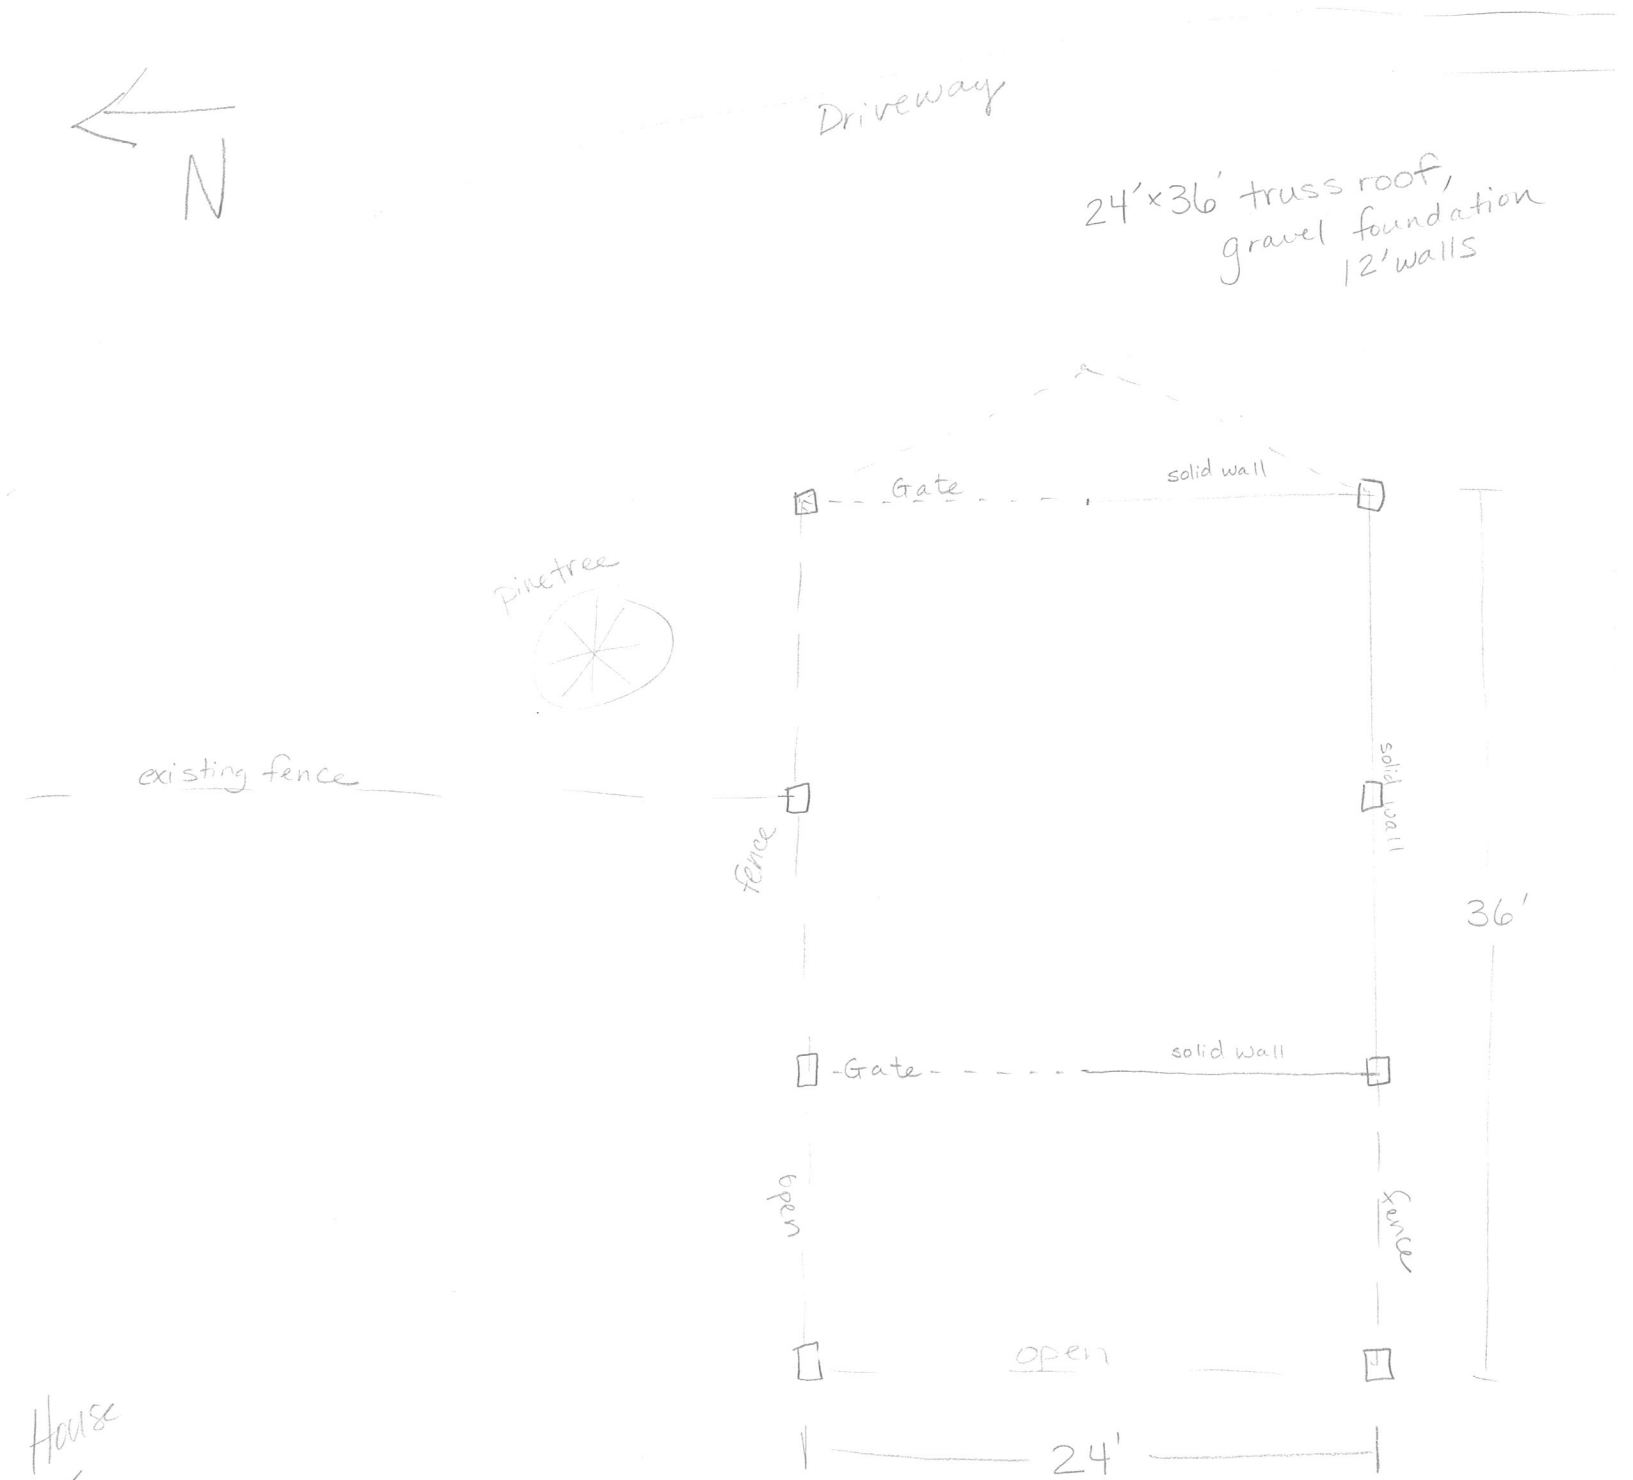 N
Driveway
24'×36' truss roof,
gravel foundation
12' walls
Gate
solid wall
pinetree
existing fence
fence
solid wall
36'
Gate
solid wall
open
fence
open
House
24'